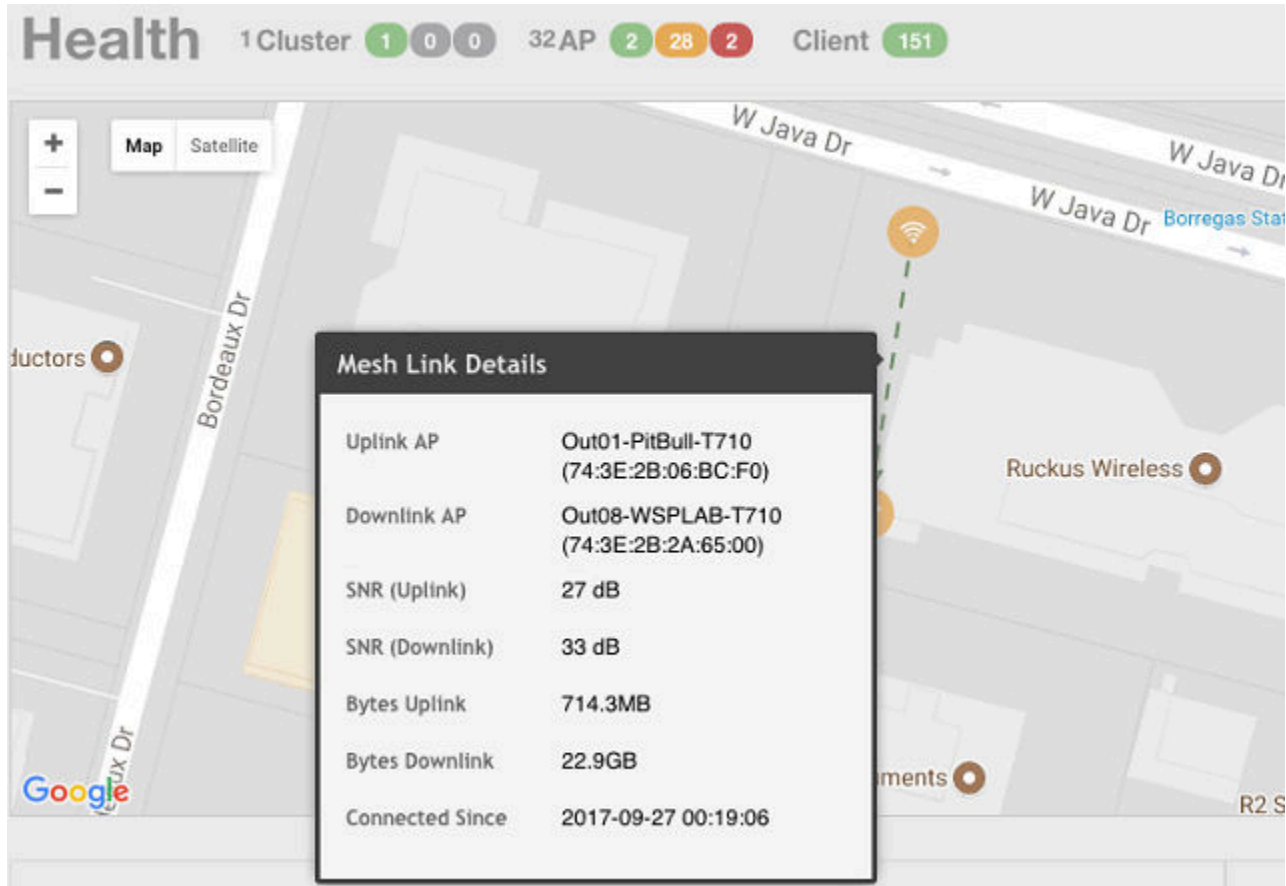 Health 1 Cluster 1 0 0 32 AP 2 28 2 Client 151
+
−
Map Satellite
W Java Dr
W Java Dr
W Java Dr
Borregas Stat
Bordeaux Dr
ductors
Mesh Link Details
Uplink AP Out01-PitBull-T710
(74:3E:2B:06:BC:F0)
Downlink AP Out08-WSPLAB-T710
(74:3E:2B:2A:65:00)
SNR (Uplink) 27 dB
SNR (Downlink) 33 dB
Bytes Uplink 714.3MB
Bytes Downlink 22.9GB
Connected Since 2017-09-27 00:19:06
Ruckus Wireless
uments
R2 S
ux Dr
Google